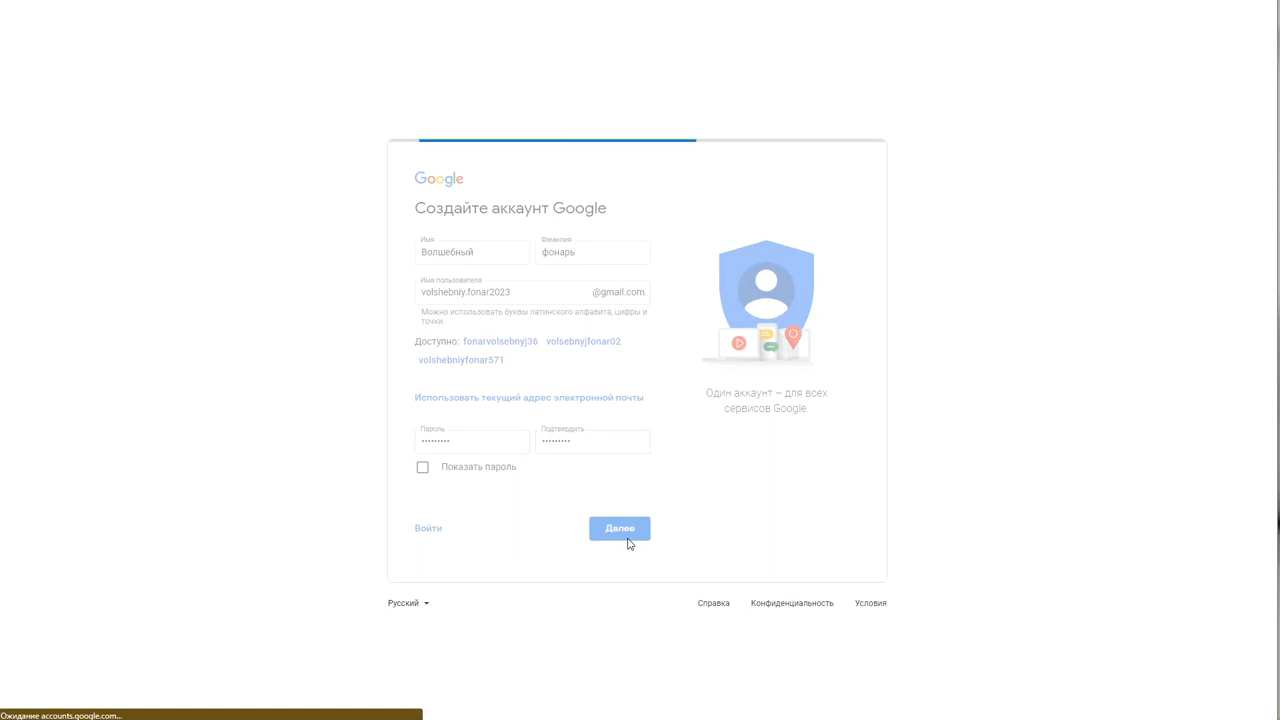 Google
Создайте аккаунт Google
Имя
Фамилия
Волшебный
фонарь
Имя пользователя
volshebniy.fonar2023
@gmail.com
Можно использовать буквы латинского алфавита, цифры и
точки.
Доступно: fonarvolsebnyj36 volsebnyjfonar02
volshebniyfonar571
Использовать текущий адрес электронной почты
Пароль
Подтвердить
•••••••••
•••••••••
Показать пароль
Войти
Далее
Один аккаунт – для всех
сервисов Google.
Русский
Справка
Конфиденциальность
Условия
Ожидание accounts.google.com...